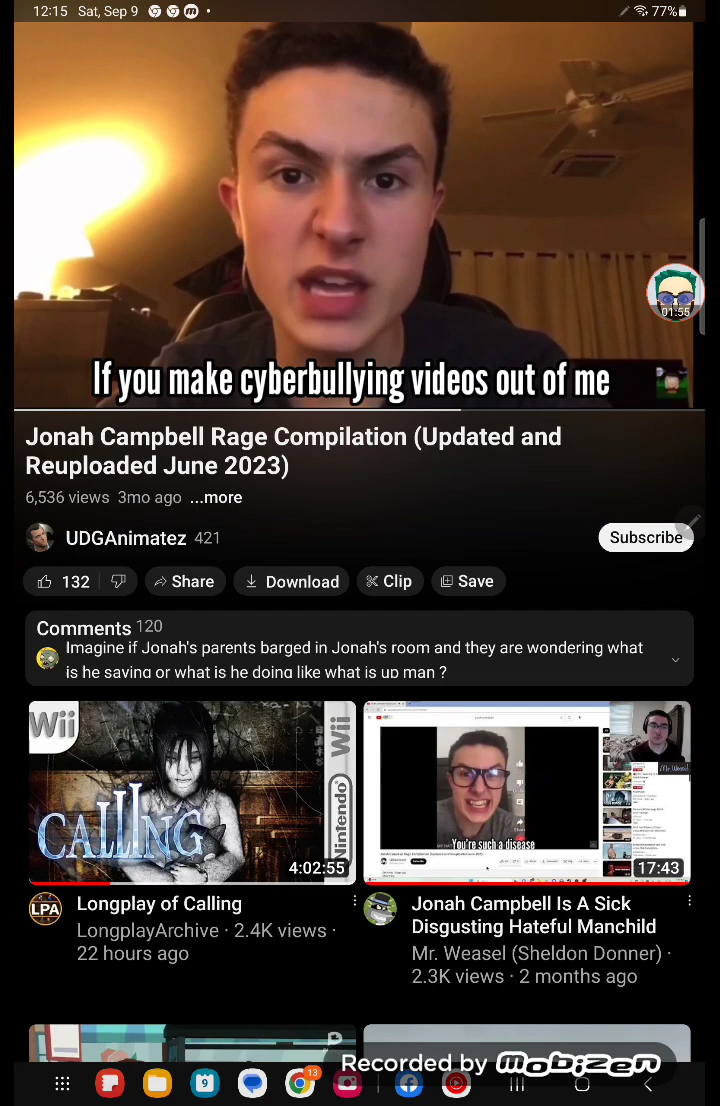 12:15 Sat, Sep 9
77%
01:55
If you make cyberbullying videos out of me
Jonah Campbell Rage Compilation (Updated and
Reuploaded June 2023)
6,536 views 3mo ago ...more
UDGAnimatez 421
Subscribe
132
Share
Download
Clip
Save
Comments 120
Imagine if Jonah's parents barged in Jonah's room and they are wondering what
is he saying or what is he doing like what is up man ?
Wii
Wii
CALLING
Nintendo
4:02:55
Mr Weasel
You're such a disease
17:43
LPA
Longplay of Calling
LongplayArchive · 2.4K views ·
22 hours ago
Jonah Campbell Is A Sick
Disgusting Hateful Manchild
Mr. Weasel (Sheldon Donner) ·
2.3K views · 2 months ago
Recorded by Mobizen
9
13